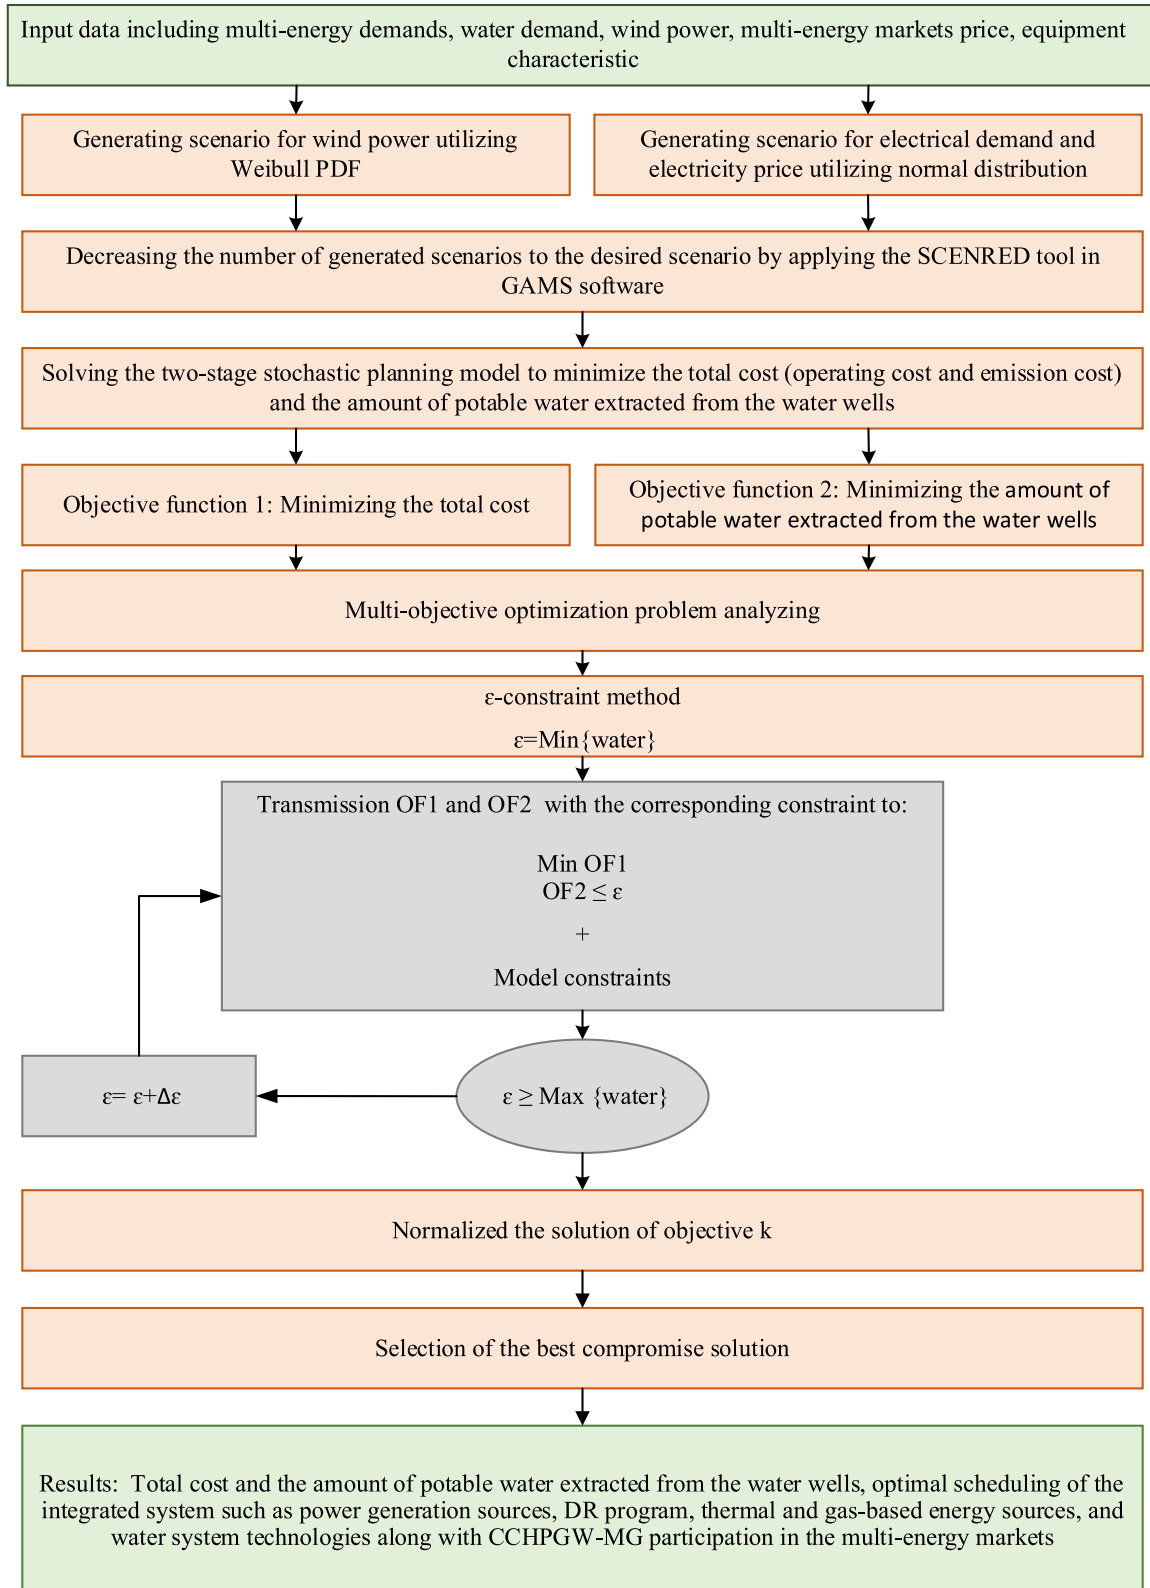 Input data including multi-energy demands, water demand, wind power, multi-energy markets price, equipment
characteristic
Generating scenario for wind power utilizing
Weibull PDF
Generating scenario for electrical demand and
electricity price utilizing normal distribution
Decreasing the number of generated scenarios to the desired scenario by applying the SCENRED tool in
GAMS software
Solving the two-stage stochastic planning model to minimize the total cost (operating cost and emission cost)
and the amount of potable water extracted from the water wells
Objective function 1: Minimizing the total cost
Objective function 2: Minimizing the amount of
potable water extracted from the water wells
Multi-objective optimization problem analyzing
ε-constraint method
ε=Min{water}
Transmission OF1 and OF2 with the corresponding constraint to:
Min OF1
OF2 ≤ ε
+
Model constraints
ε= ε+Δε
ε ≥ Max {water}
Normalized the solution of objective k
Selection of the best compromise solution
Results: Total cost and the amount of potable water extracted from the water wells, optimal scheduling of the
integrated system such as power generation sources, DR program, thermal and gas-based energy sources, and
water system technologies along with CCHPGW-MG participation in the multi-energy markets